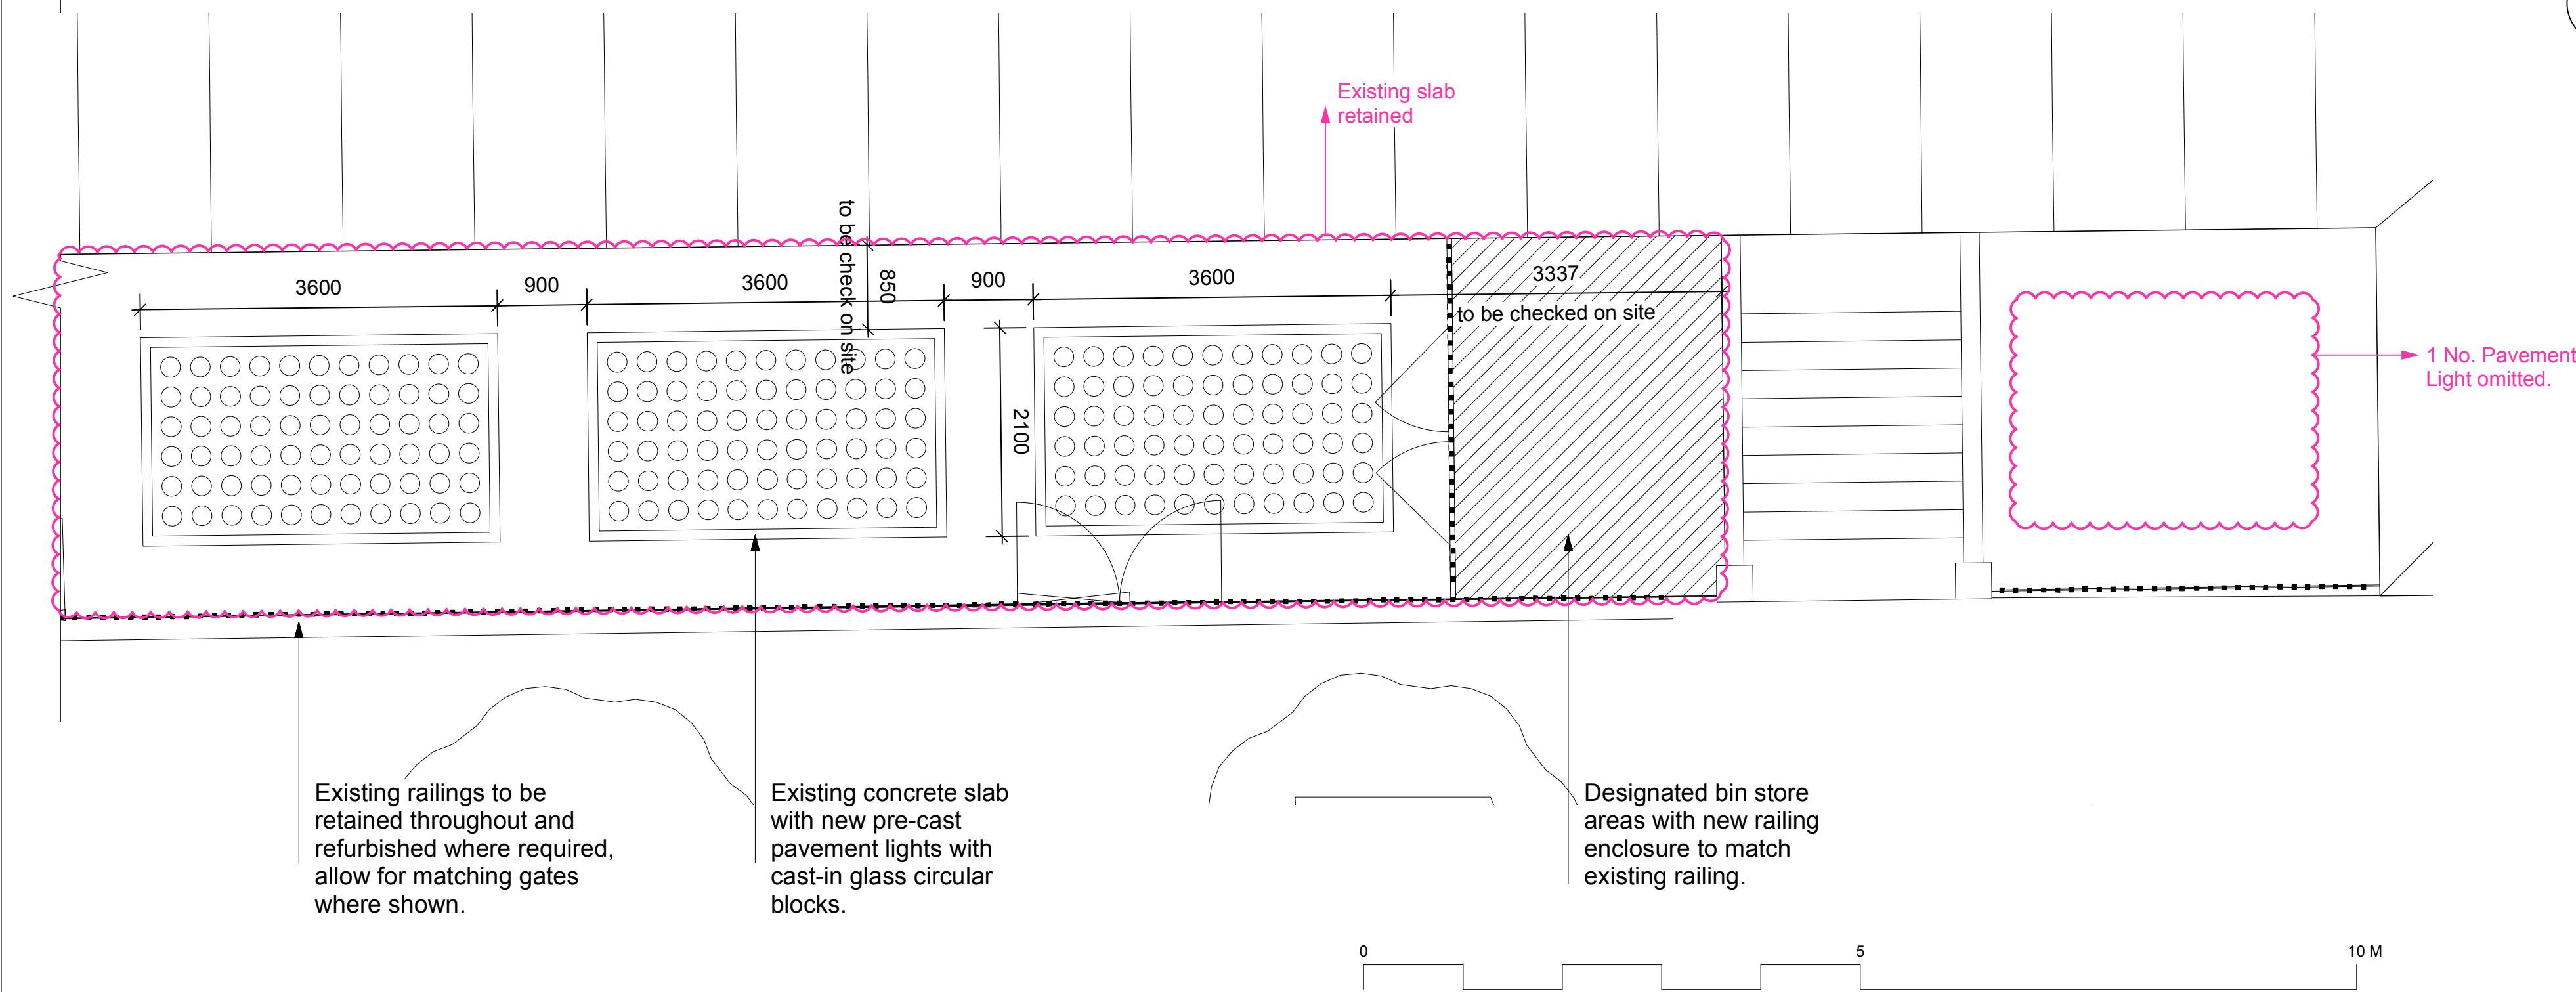 Existing slab
retained
3600
900
3600
to be check on site
850
900
3600
3337
to be checked on site
2100
1 No. Pavement
Light omitted.
Existing railings to be
retained throughout and
refurbished where required,
allow for matching gates
where shown.
Existing concrete slab
with new pre-cast
pavement lights with
cast-in glass circular
blocks.
Designated bin store
areas with new railing
enclosure to match
existing railing.
0 5 10 M